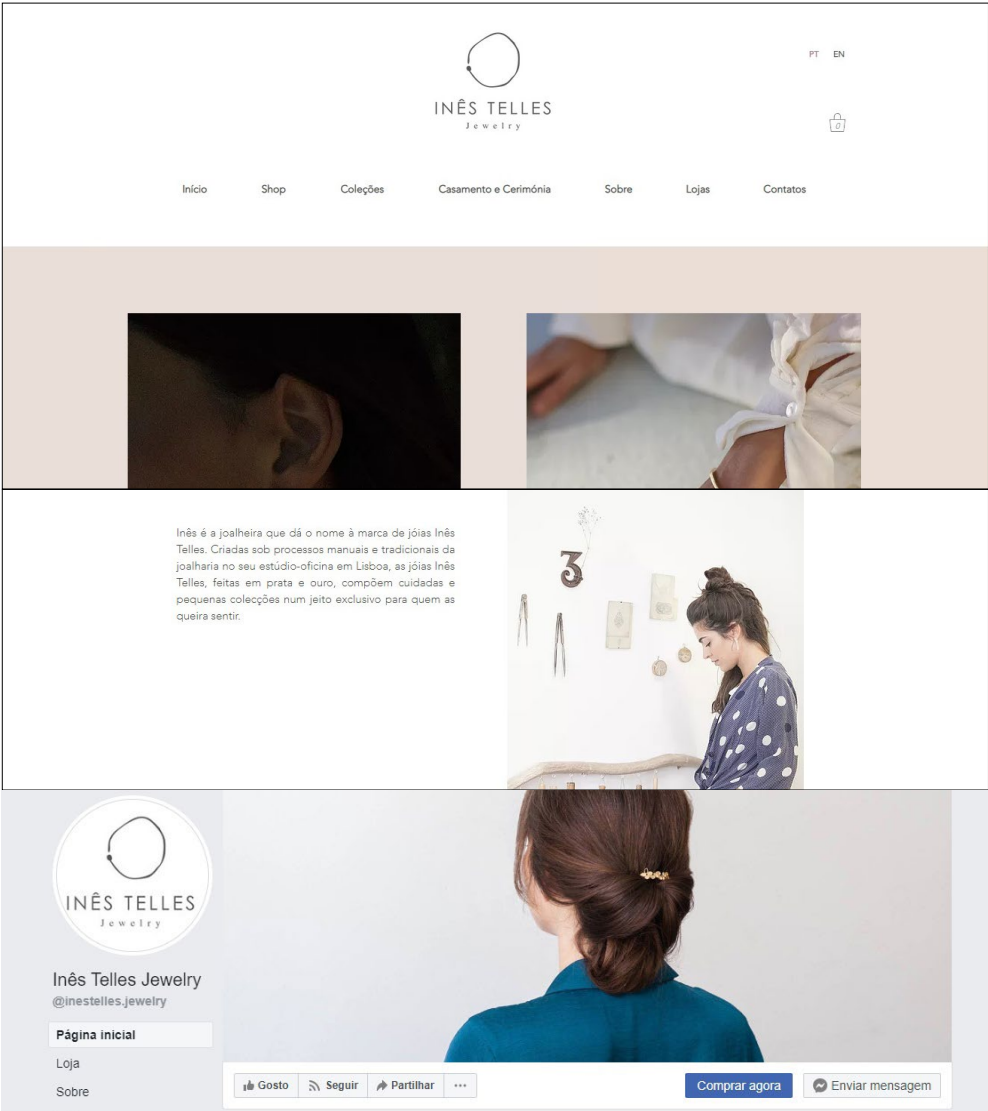 PT EN
INÊS TELLES
Jewelry
0
Início Shop Coleções Casamento e Cerimónia Sobre Lojas Contatos
Inês é a joalheira que dá o nome à marca de jóias Inês
Telles. Criadas sob processos manuais e tradicionais da
joalharia no seu estúdio-oficina em Lisboa, as jóias Inês
Telles, feitas em prata e ouro, compõem cuidadas e
pequenas colecções num jeito exclusivo para quem as
queira sentir.
3
INÊS TELLES
Jewelry
Inês Telles Jewelry
@inestelles.jewelry
Página inicial
Loja
Sobre
Gosto Seguir Partilhar ... Comprar agora Enviar mensagem